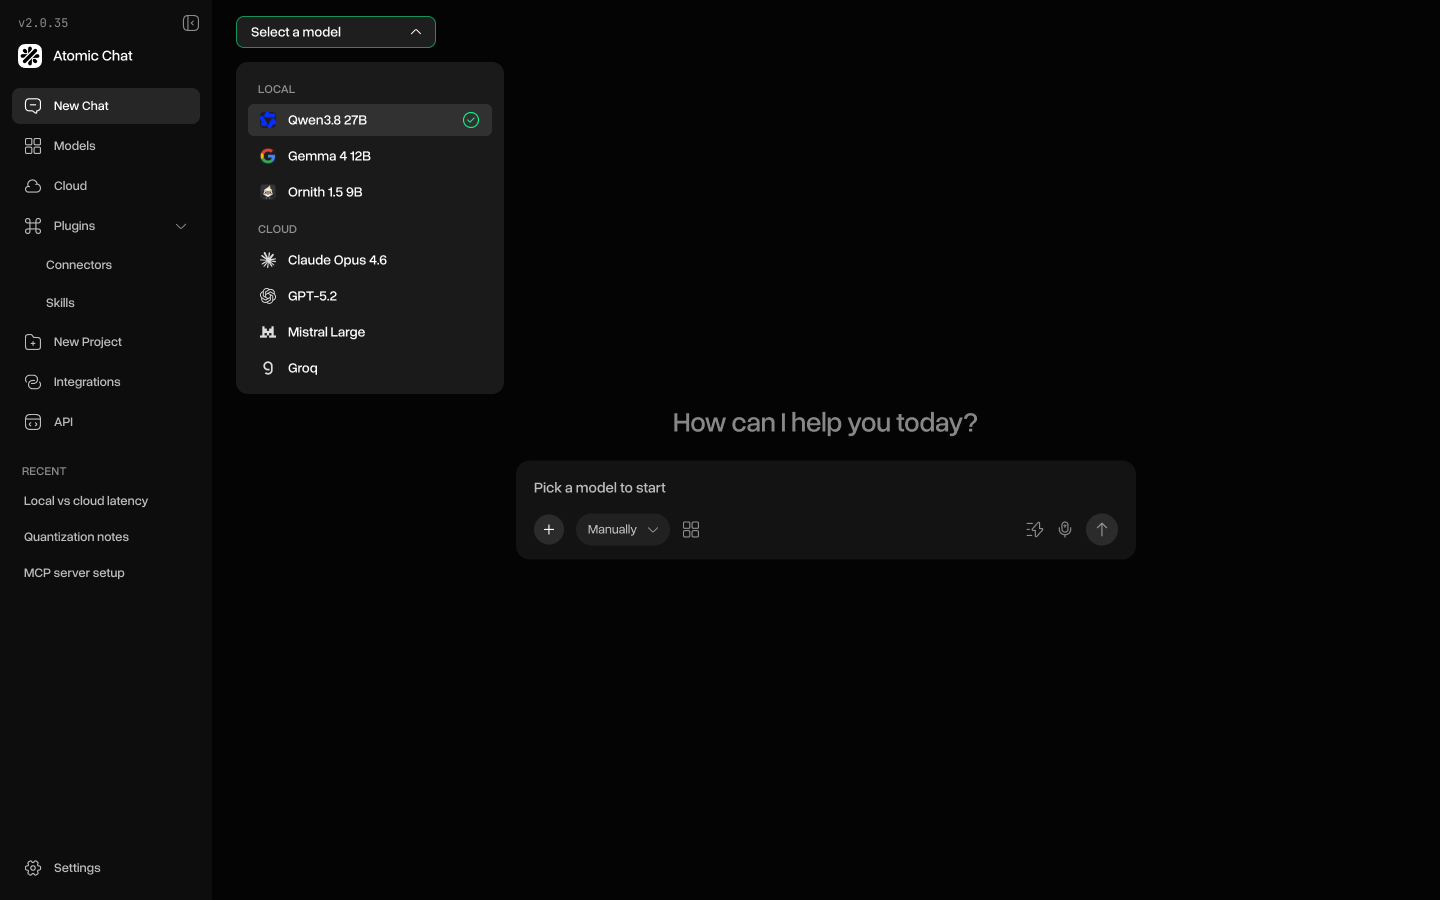 v2.0.35
Atomic Chat
New Chat
Models
Cloud
Plugins
Connectors
Skills
New Project
Integrations
API
RECENT
Local vs cloud latency
Quantization notes
MCP server setup
Settings
Select a model
LOCAL
Qwen3.8 27B
Gemma 4 12B
Ornith 1.5 9B
CLOUD
Claude Opus 4.6
GPT-5.2
Mistral Large
Groq
How can I help you today?
Pick a model to start
Manually